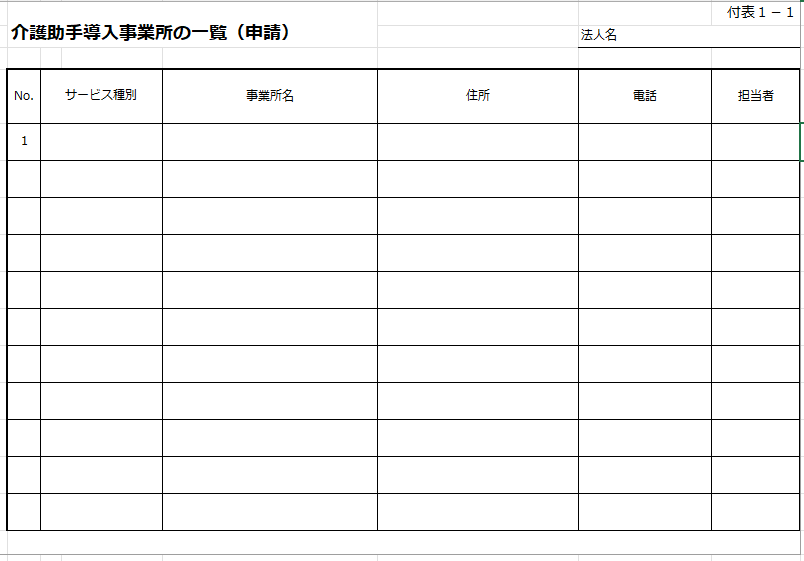 付表１－１
介護助手導入事業所の一覧（申請）
法人名
No. サービス種別 事業所名 住所 電話 担当者
1